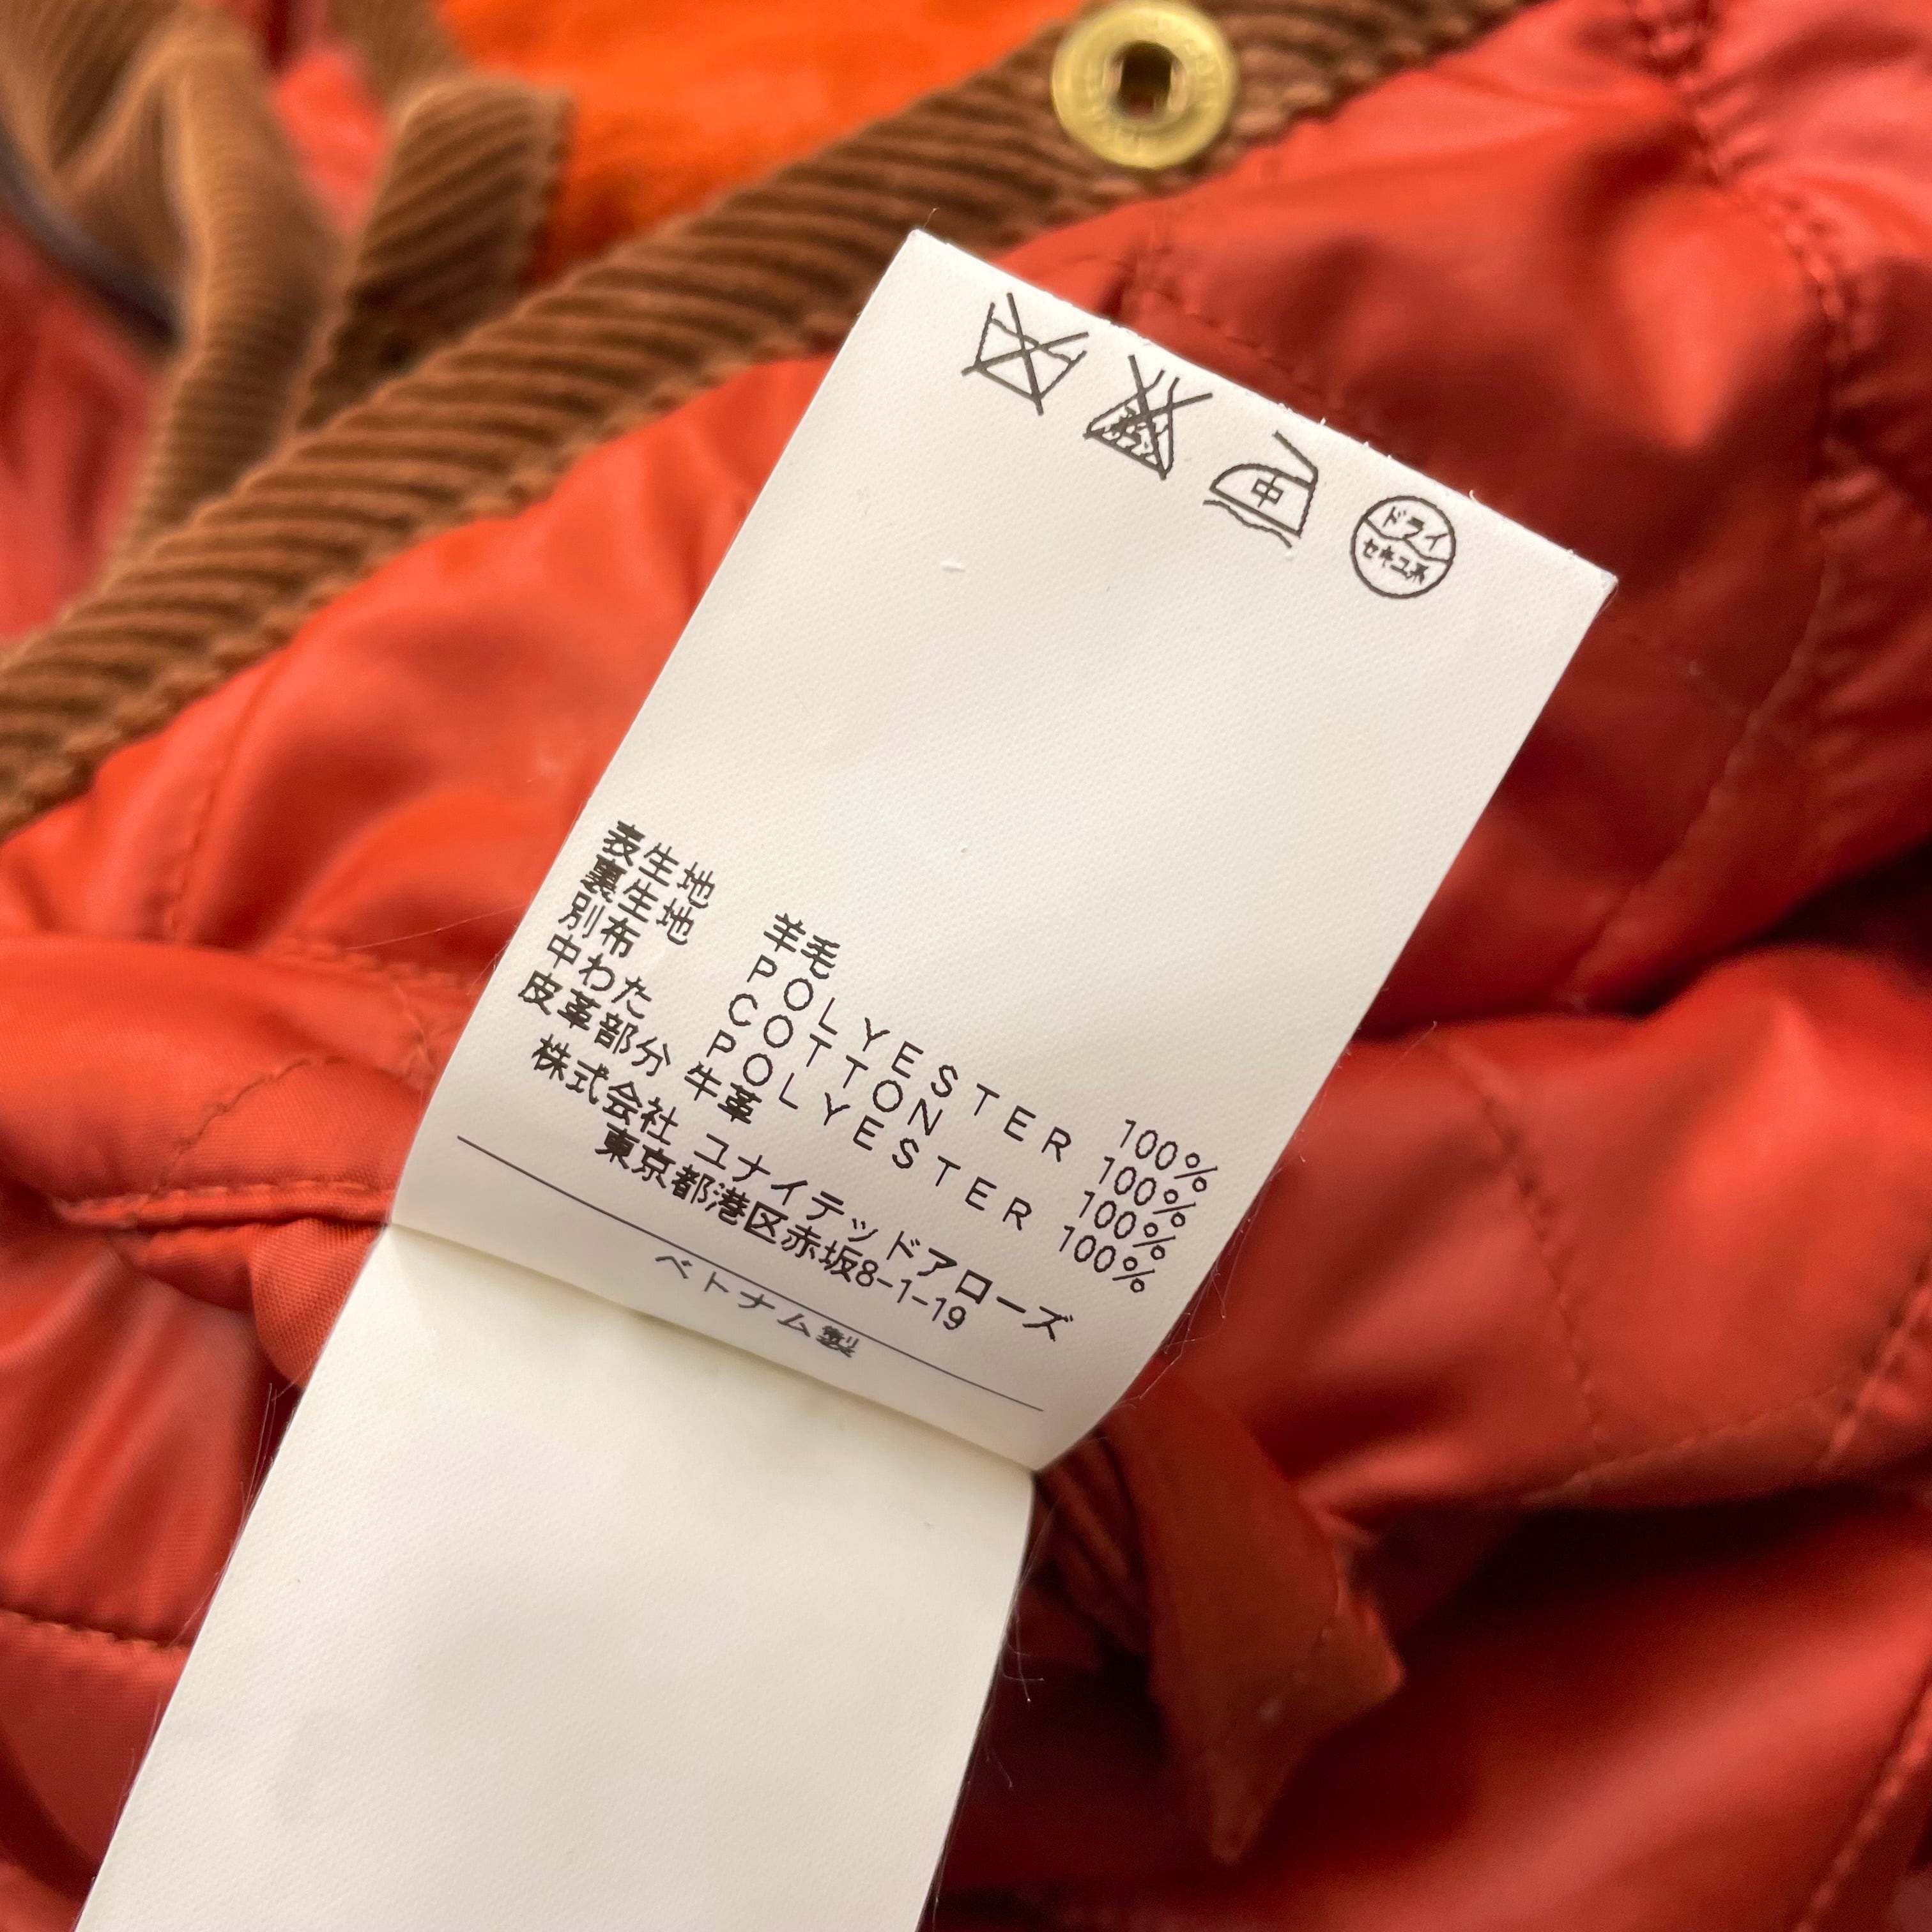 中
ドライ
セキユ系
表生地 羊毛 100%
裏生地 POLYESTER 100%
別布 COTTON 100%
中わた POLYESTER 100%
皮革部分 牛革
株式会社 ユナイテッドアローズ
東京都港区赤坂8-1-19
ベトナム製